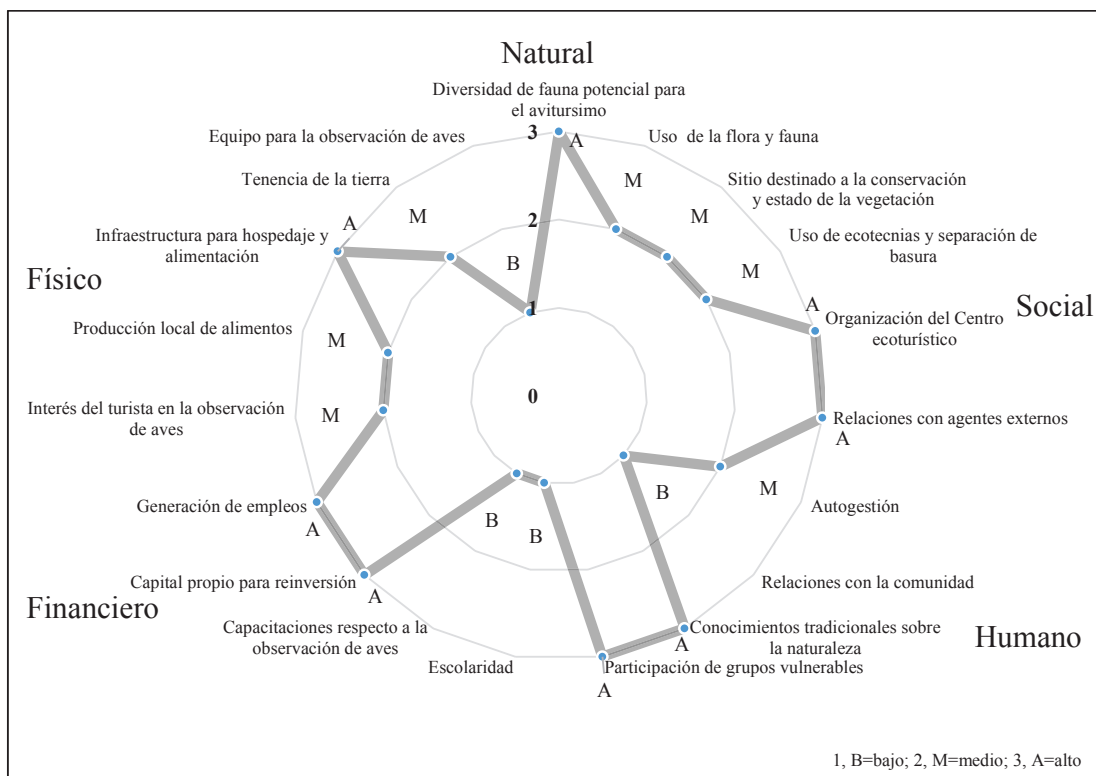 Natural
Diversidad de fauna potencial para
el avitursimo
3
A
Uso de la flora y fauna
M
Sitio destinado a la conservación
y estado de la vegetación
M
Uso de ecotecnias y separación de
basura
M
Social
Organización del Centro
ecoturístico
A
Relaciones con agentes externos
A
Autogestión
M
Relaciones con la comunidad
B
Humano
Conocimientos tradicionales sobre
la naturaleza
A
Participación de grupos vulnerables
A
Escolaridad
B
Capacitaciones respecto a la
observación de aves
B
Financiero
Capital propio para reinversión
A
Generación de empleos
A
Interés del turista en la observación
de aves
M
Producción local de alimentos
M
Físico
Infraestructura para hospedaje y
alimentación
A
Tenencia de la tierra
M
Equipo para la observación de aves
B
2
1
0
1, B=bajo; 2, M=medio; 3, A=alto